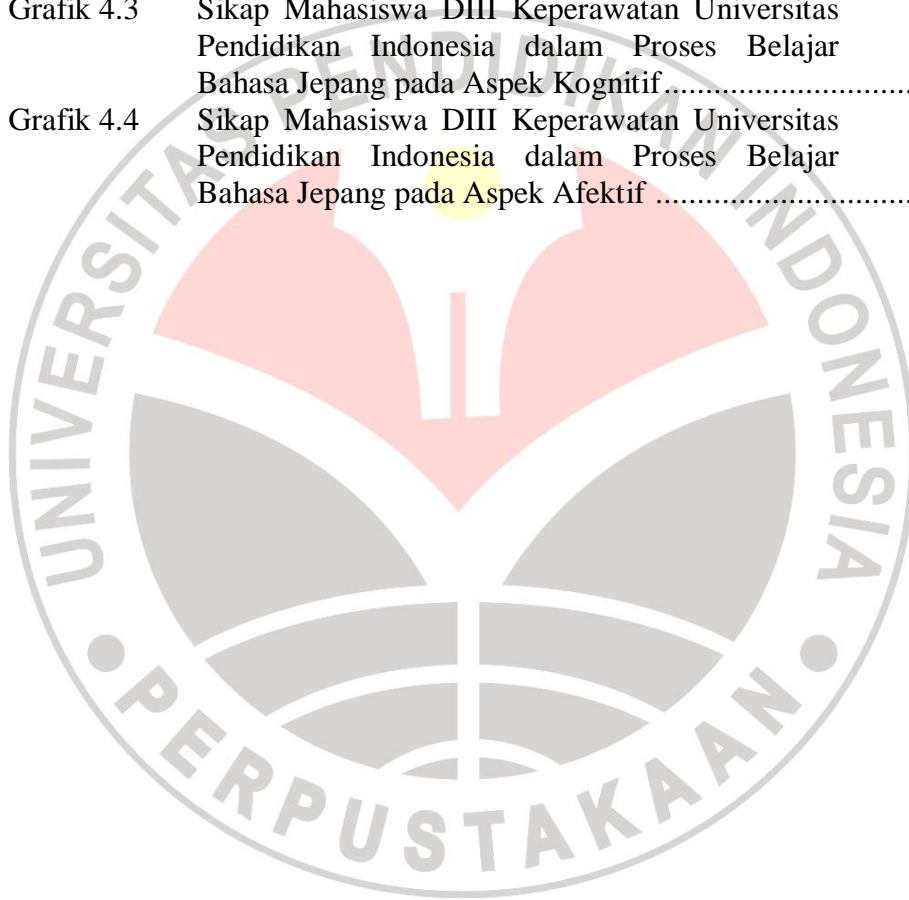 Grafik 4.3 Sikap Mahasiswa DIII Keperawatan Universitas
Pendidikan Indonesia dalam Proses Belajar
Bahasa Jepang pada Aspek Kognitif.............................
Grafik 4.4 Sikap Mahasiswa DIII Keperawatan Universitas
Pendidikan Indonesia dalam Proses Belajar
Bahasa Jepang pada Aspek Afektif ..............................
UNIVERSITAS PENDIDIKAN INDONESIA
PERPUSTAKAAN